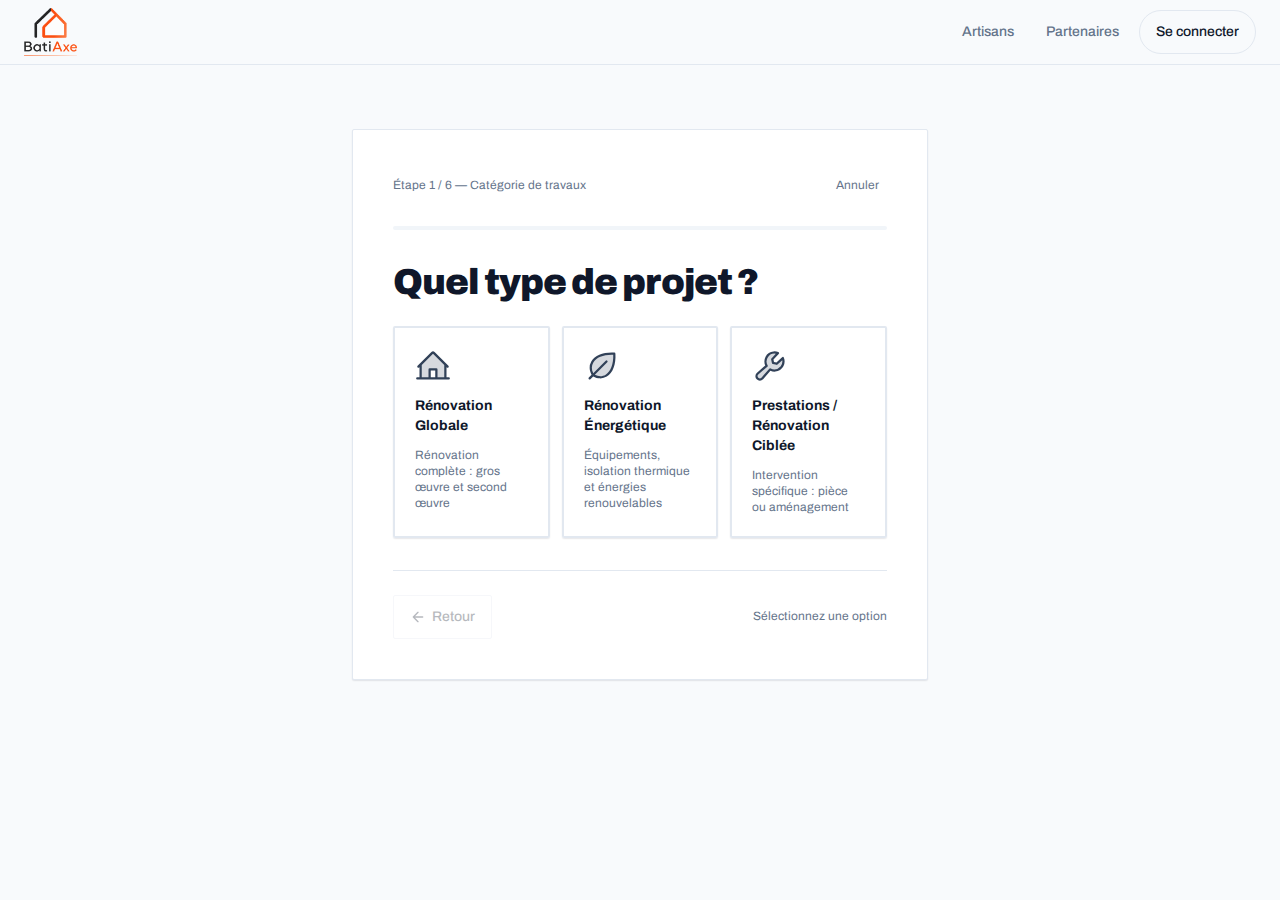 BatiAxe
Artisans
Partenaires
Se connecter
Étape 1 / 6 — Catégorie de travaux
Annuler
Quel type de projet ?
Rénovation
Globale
Rénovation
complète : gros
œuvre et second
œuvre
Rénovation
Énergétique
Équipements,
isolation thermique
et énergies
renouvelables
Prestations /
Rénovation
Ciblée
Intervention
spécifique : pièce
ou aménagement
Retour
Sélectionnez une option